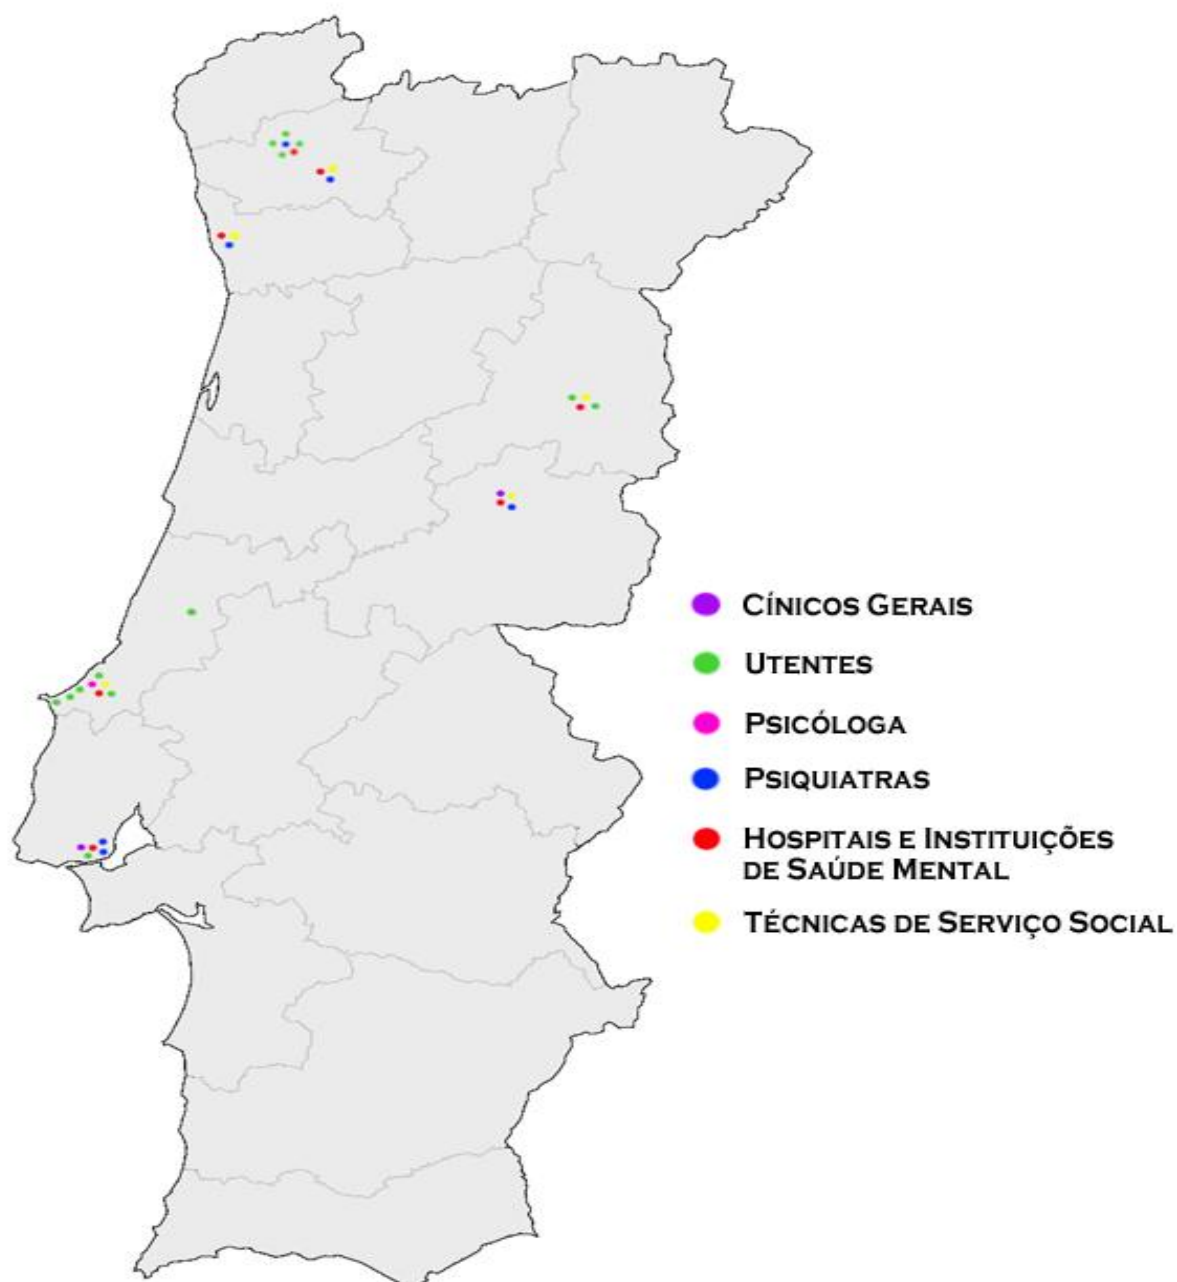 Cínicos Gerais
Utentes
Psicóloga
Psiquiatras
Hospitais e Instituições
de Saúde Mental
Técnicas de Serviço Social